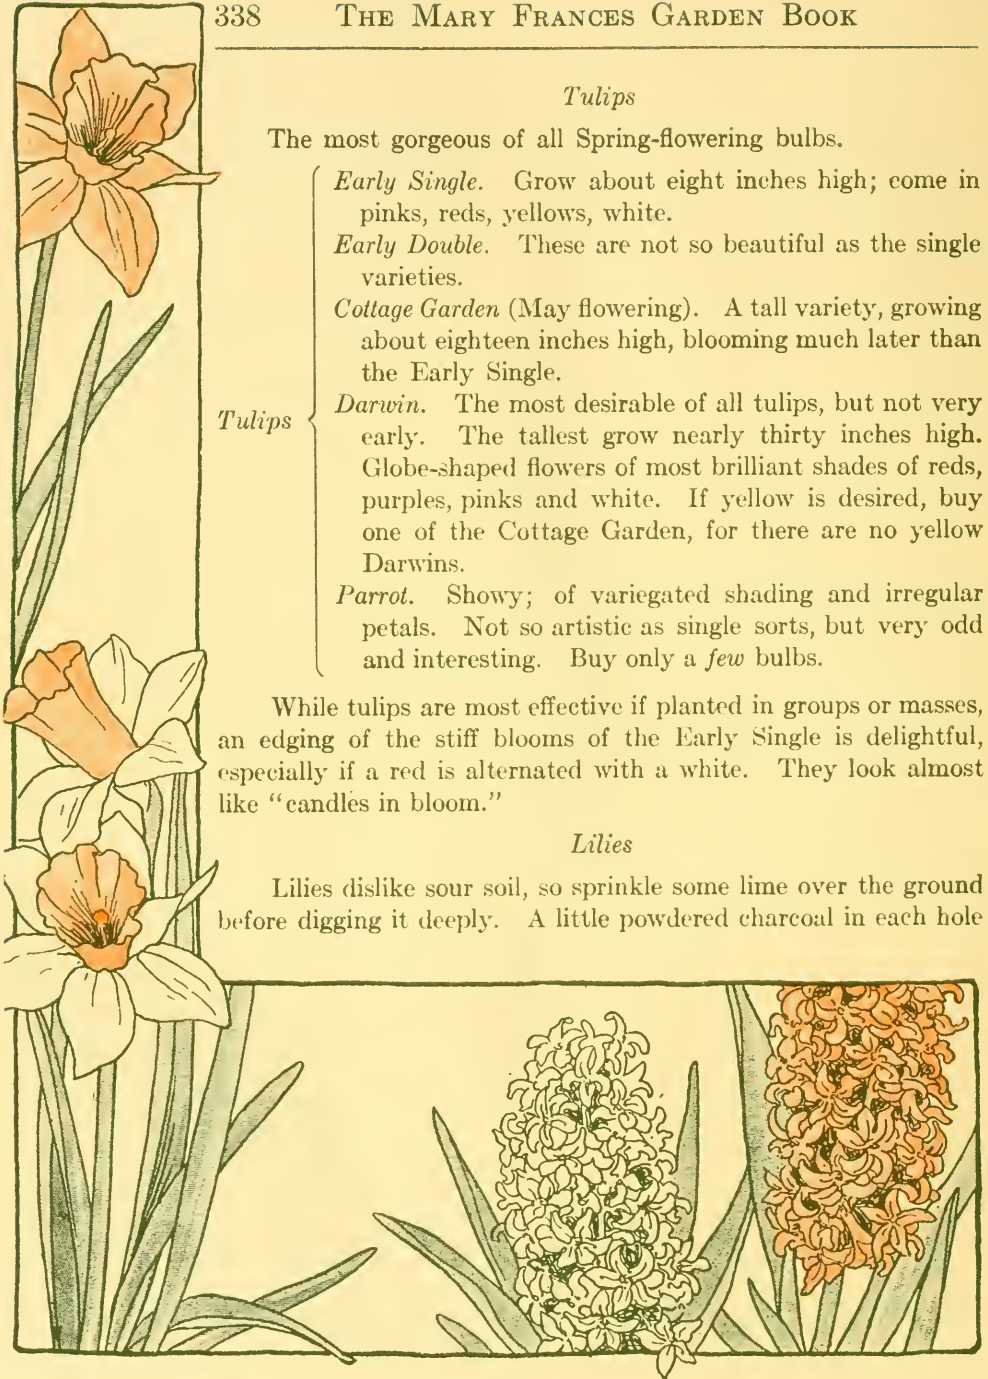 338 THE MARY FRANCES GARDEN BOOK
Tulips
The most gorgeous of all Spring-flowering bulbs.
Early Single. Grow about eight inches high; come in
pinks, reds, yellows, white.
Early Double. These are not so beautiful as the single
varieties.
Cottage Garden (May flowering). A tall variety, growing
about eighteen inches high, blooming much later than
the Early Single.
Tulips
Darwin. The most desirable of all tulips, but not very
early. The tallest grow nearly thirty inches high.
Globe-shaped flowers of most brilliant shades of reds,
purples, pinks and white. If yellow is desired, buy
one of the Cottage Garden, for there are no yellow
Darwins.
Parrot. Showy; of variegated shading and irregular
petals. Not so artistic as single sorts, but very odd
and interesting. Buy only a few bulbs.
While tulips are most effective if planted in groups or masses,
an edging of the stiff blooms of the Early Single is delightful,
especially if a red is alternated with a white. They look almost
like "candles in bloom."
Lilies
Lilies dislike sour soil, so sprinkle some lime over the ground
before digging it deeply. A little powdered charcoal in each hole